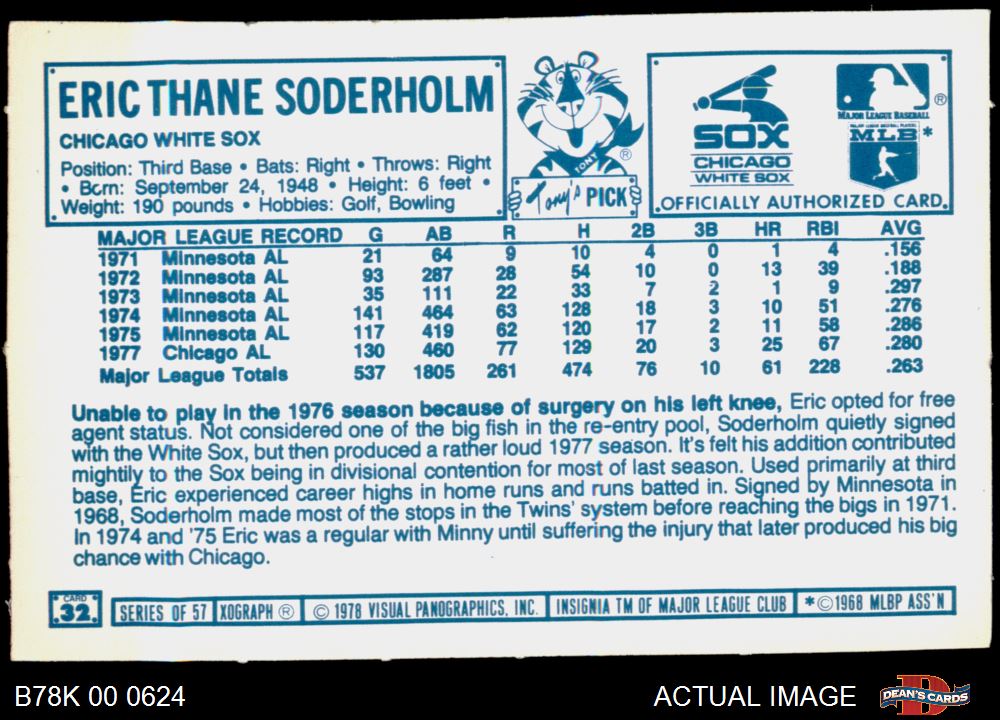 ERIC THANE SODERHOLM
CHICAGO WHITE SOX
Position: Third Base • Bats: Right • Throws: Right
• Born: September 24, 1948 • Height: 6 feet •
Weight: 190 pounds • Hobbies: Golf, Bowling
TONY
®
Tony's PICK
SOX
CHICAGO
WHITE SOX
®
MAJOR LEAGUE BASEBALL
MAJOR LEAGUE BASEBALL PLAYERS
MLB*
OFFICIALLY AUTHORIZED CARD.
MAJOR LEAGUE RECORD G AB R H 2B 3B HR RBI AVG
1971 Minnesota AL 21 64 9 10 4 0 1 4 .156
1972 Minnesota AL 93 287 28 54 10 0 13 39 .188
1973 Minnesota AL 35 111 22 33 7 2 1 9 .297
1974 Minnesota AL 141 464 63 128 18 3 10 51 .276
1975 Minnesota AL 117 419 62 120 17 2 11 58 .286
1977 Chicago AL 130 460 77 129 20 3 25 67 .280
Major League Totals 537 1805 261 474 76 10 61 228 .263
Unable to play in the 1976 season because of surgery on his left knee, Eric opted for free
agent status. Not considered one of the big fish in the re-entry pool, Soderholm quietly signed
with the White Sox, but then produced a rather loud 1977 season. It's felt his addition contributed
mightily to the Sox being in divisional contention for most of last season. Used primarily at third
base, Eric experienced career highs in home runs and runs batted in. Signed by Minnesota in
1968, Soderholm made most of the stops in the Twins' system before reaching the bigs in 1971.
In 1974 and '75 Eric was a regular with Minny until suffering the injury that later produced his big
chance with Chicago.
CARD
32
SERIES OF 57 XOGRAPH ® © 1978 VISUAL PANOGRAPHICS, INC. INSIGNIA TM OF MAJOR LEAGUE CLUB *©1968 MLBP ASS'N
B78K 00 0624
ACTUAL IMAGE
D
DEAN'S CARDS